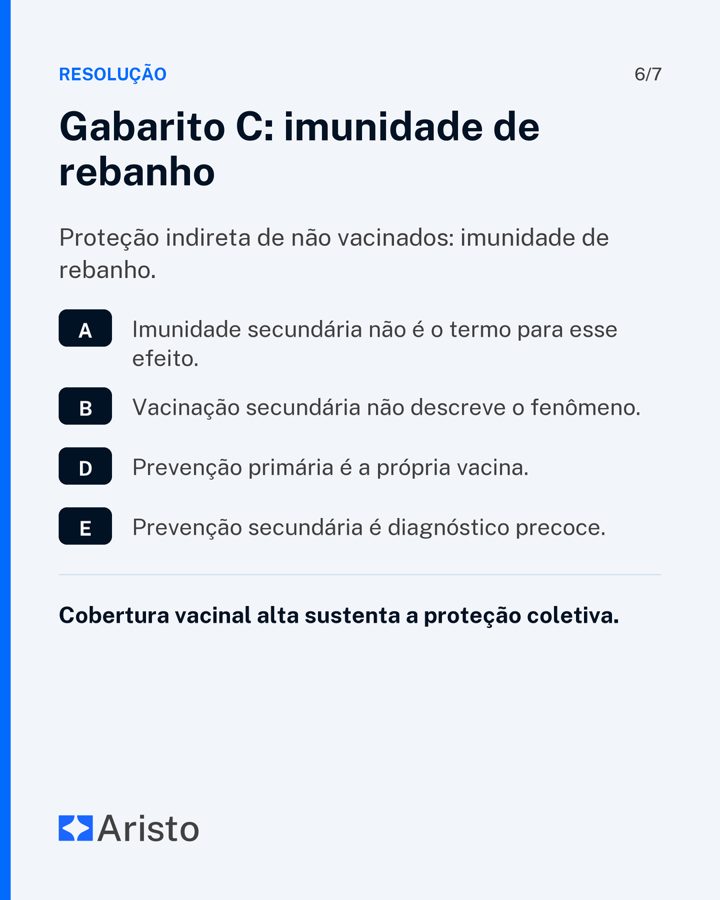 RESOLUÇÃO
6/7
Gabarito C: imunidade de
rebanho
Proteção indireta de não vacinados: imunidade de
rebanho.
A
Imunidade secundária não é o termo para esse
efeito.
B
Vacinação secundária não descreve o fenômeno.
D
Prevenção primária é a própria vacina.
E
Prevenção secundária é diagnóstico precoce.
Cobertura vacinal alta sustenta a proteção coletiva.
Aristo